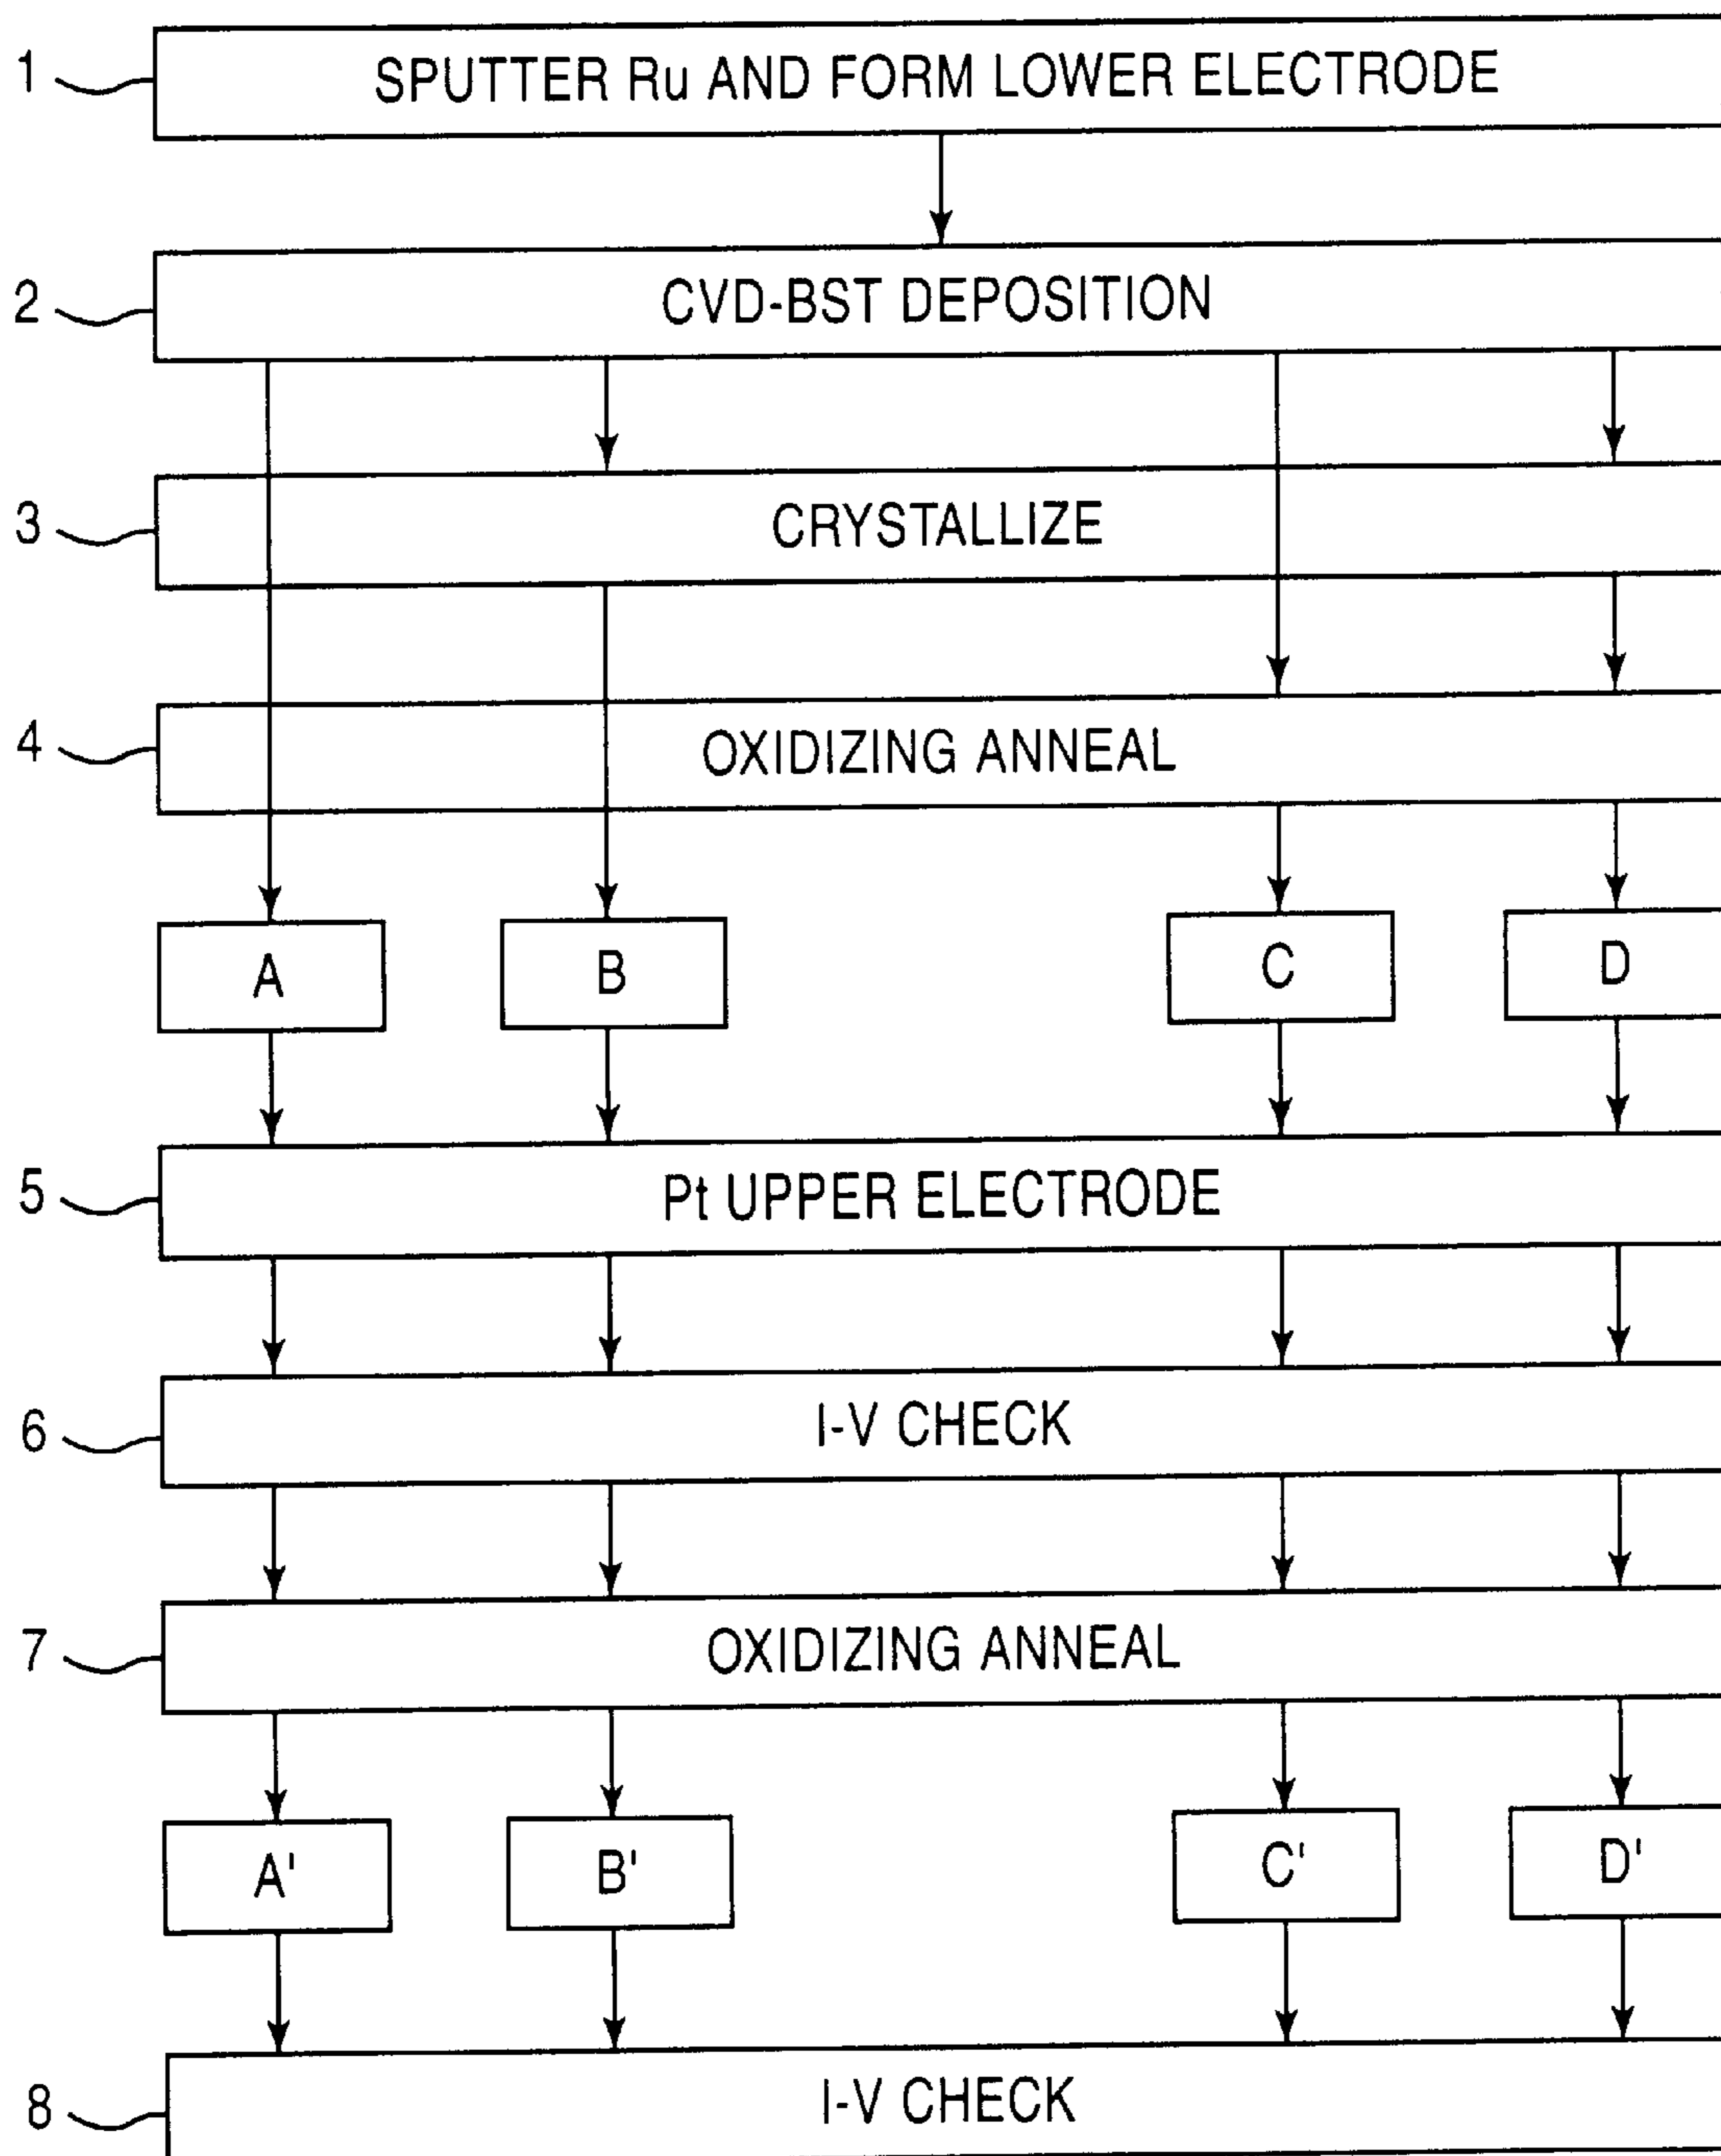 1 SPUTTER Ru AND FORM LOWER ELECTRODE
2 CVD-BST DEPOSITION
3 CRYSTALLIZE
4 OXIDIZING ANNEAL
A B C D
5 Pt UPPER ELECTRODE
6 I-V CHECK
7 OXIDIZING ANNEAL
A' B' C' D'
8 I-V CHECK